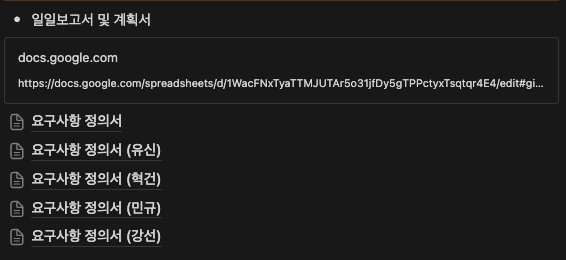 일일보고서 및 계획서
docs.google.com
https://docs.google.com/spreadsheets/d/1WacFNxTyaTTMJUTAr5o31jfDy5gTPPctyxTsqtqr4E4/edit#gi...
요구사항 정의서
요구사항 정의서 (유신)
요구사항 정의서 (혁건)
요구사항 정의서 (민규)
요구사항 정의서 (강선)